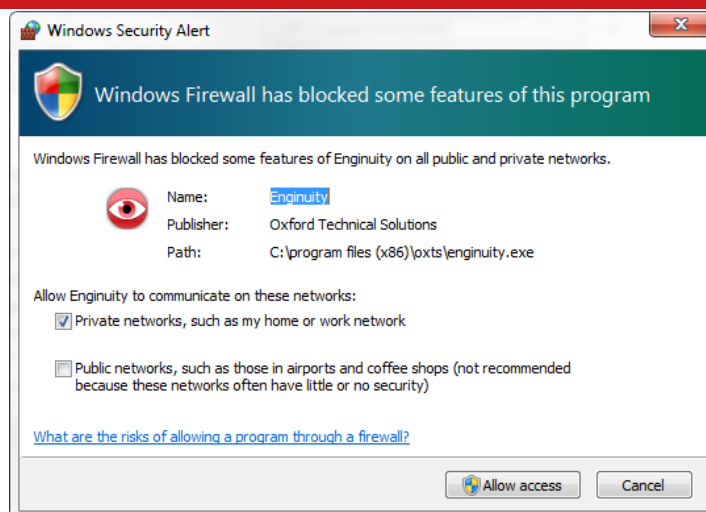 Windows Security Alert
Windows Firewall has blocked some features of this program
Windows Firewall has blocked some features of Enginuity on all public and private networks.
Name: Enginuity
Publisher: Oxford Technical Solutions
Path: C:\program files (x86)\oxts\enginuity.exe
Allow Enginuity to communicate on these networks:
Private networks, such as my home or work network
Public networks, such as those in airports and coffee shops (not recommended
because these networks often have little or no security)
What are the risks of allowing a program through a firewall?
Allow access Cancel